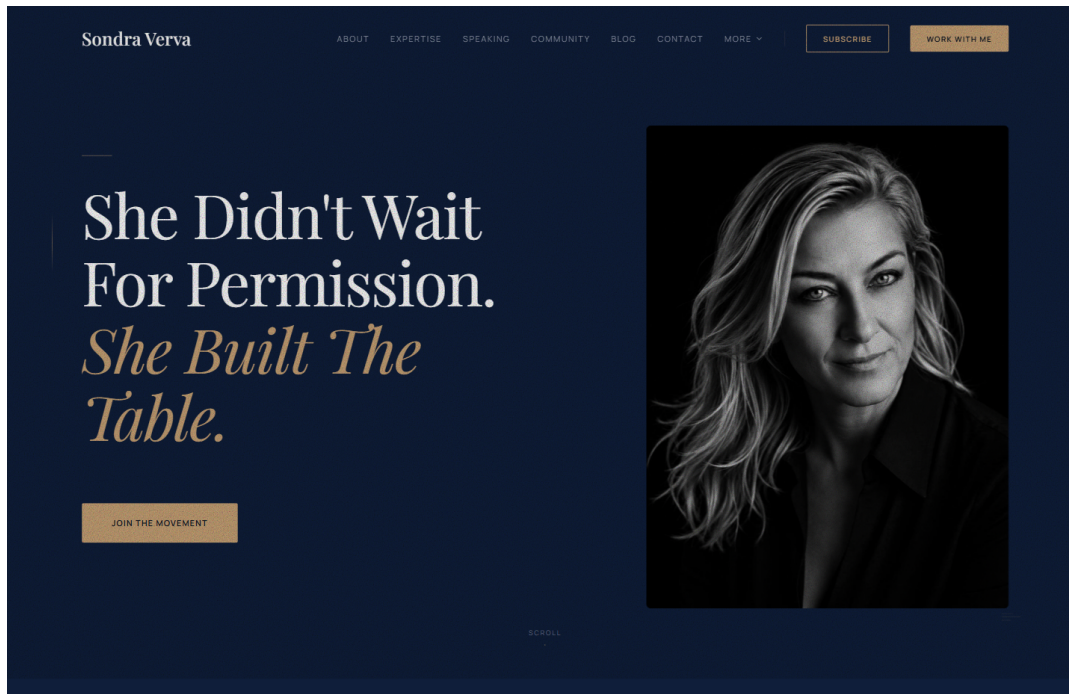 Sondra Verva
ABOUT EXPERTISE SPEAKING COMMUNITY BLOG CONTACT MORE SUBSCRIBE WORK WITH ME
She Didn't Wait
For Permission.
She Built The
Table.
JOIN THE MOVEMENT
SCROLL